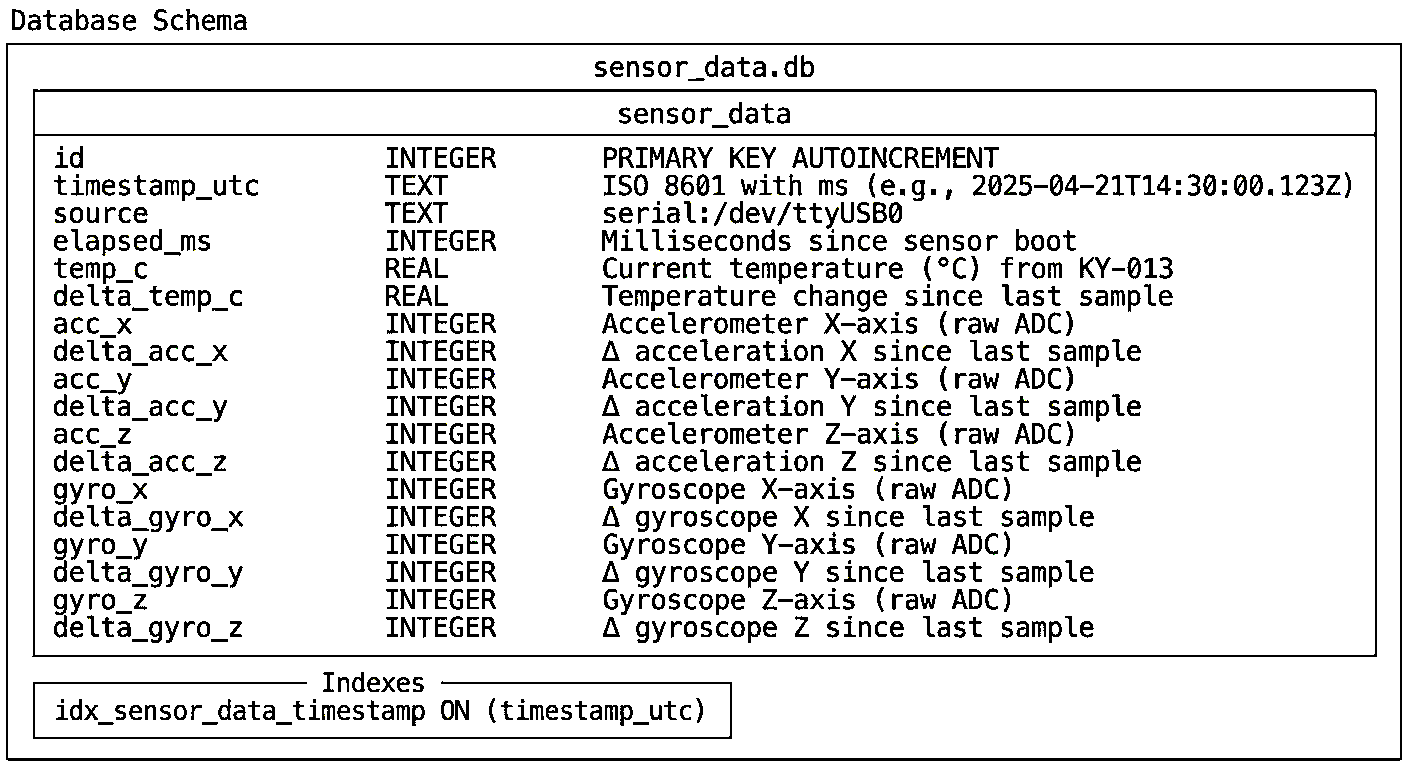 Database Schema
sensor_data.db
sensor_data
id INTEGER PRIMARY KEY AUTOINCREMENT
timestamp_utc TEXT ISO 8601 with ms (e.g., 2025-04-21T14:30:00.123Z)
source TEXT serial:/dev/ttyUSB0
elapsed_ms INTEGER Milliseconds since sensor boot
temp_c REAL Current temperature (°C) from KY-013
delta_temp_c REAL Temperature change since last sample
acc_x INTEGER Accelerometer X-axis (raw ADC)
delta_acc_x INTEGER Δ acceleration X since last sample
acc_y INTEGER Accelerometer Y-axis (raw ADC)
delta_acc_y INTEGER Δ acceleration Y since last sample
acc_z INTEGER Accelerometer Z-axis (raw ADC)
delta_acc_z INTEGER Δ acceleration Z since last sample
gyro_x INTEGER Gyroscope X-axis (raw ADC)
delta_gyro_x INTEGER Δ gyroscope X since last sample
gyro_y INTEGER Gyroscope Y-axis (raw ADC)
delta_gyro_y INTEGER Δ gyroscope Y since last sample
gyro_z INTEGER Gyroscope Z-axis (raw ADC)
delta_gyro_z INTEGER Δ gyroscope Z since last sample
Indexes
idx_sensor_data_timestamp ON (timestamp_utc)